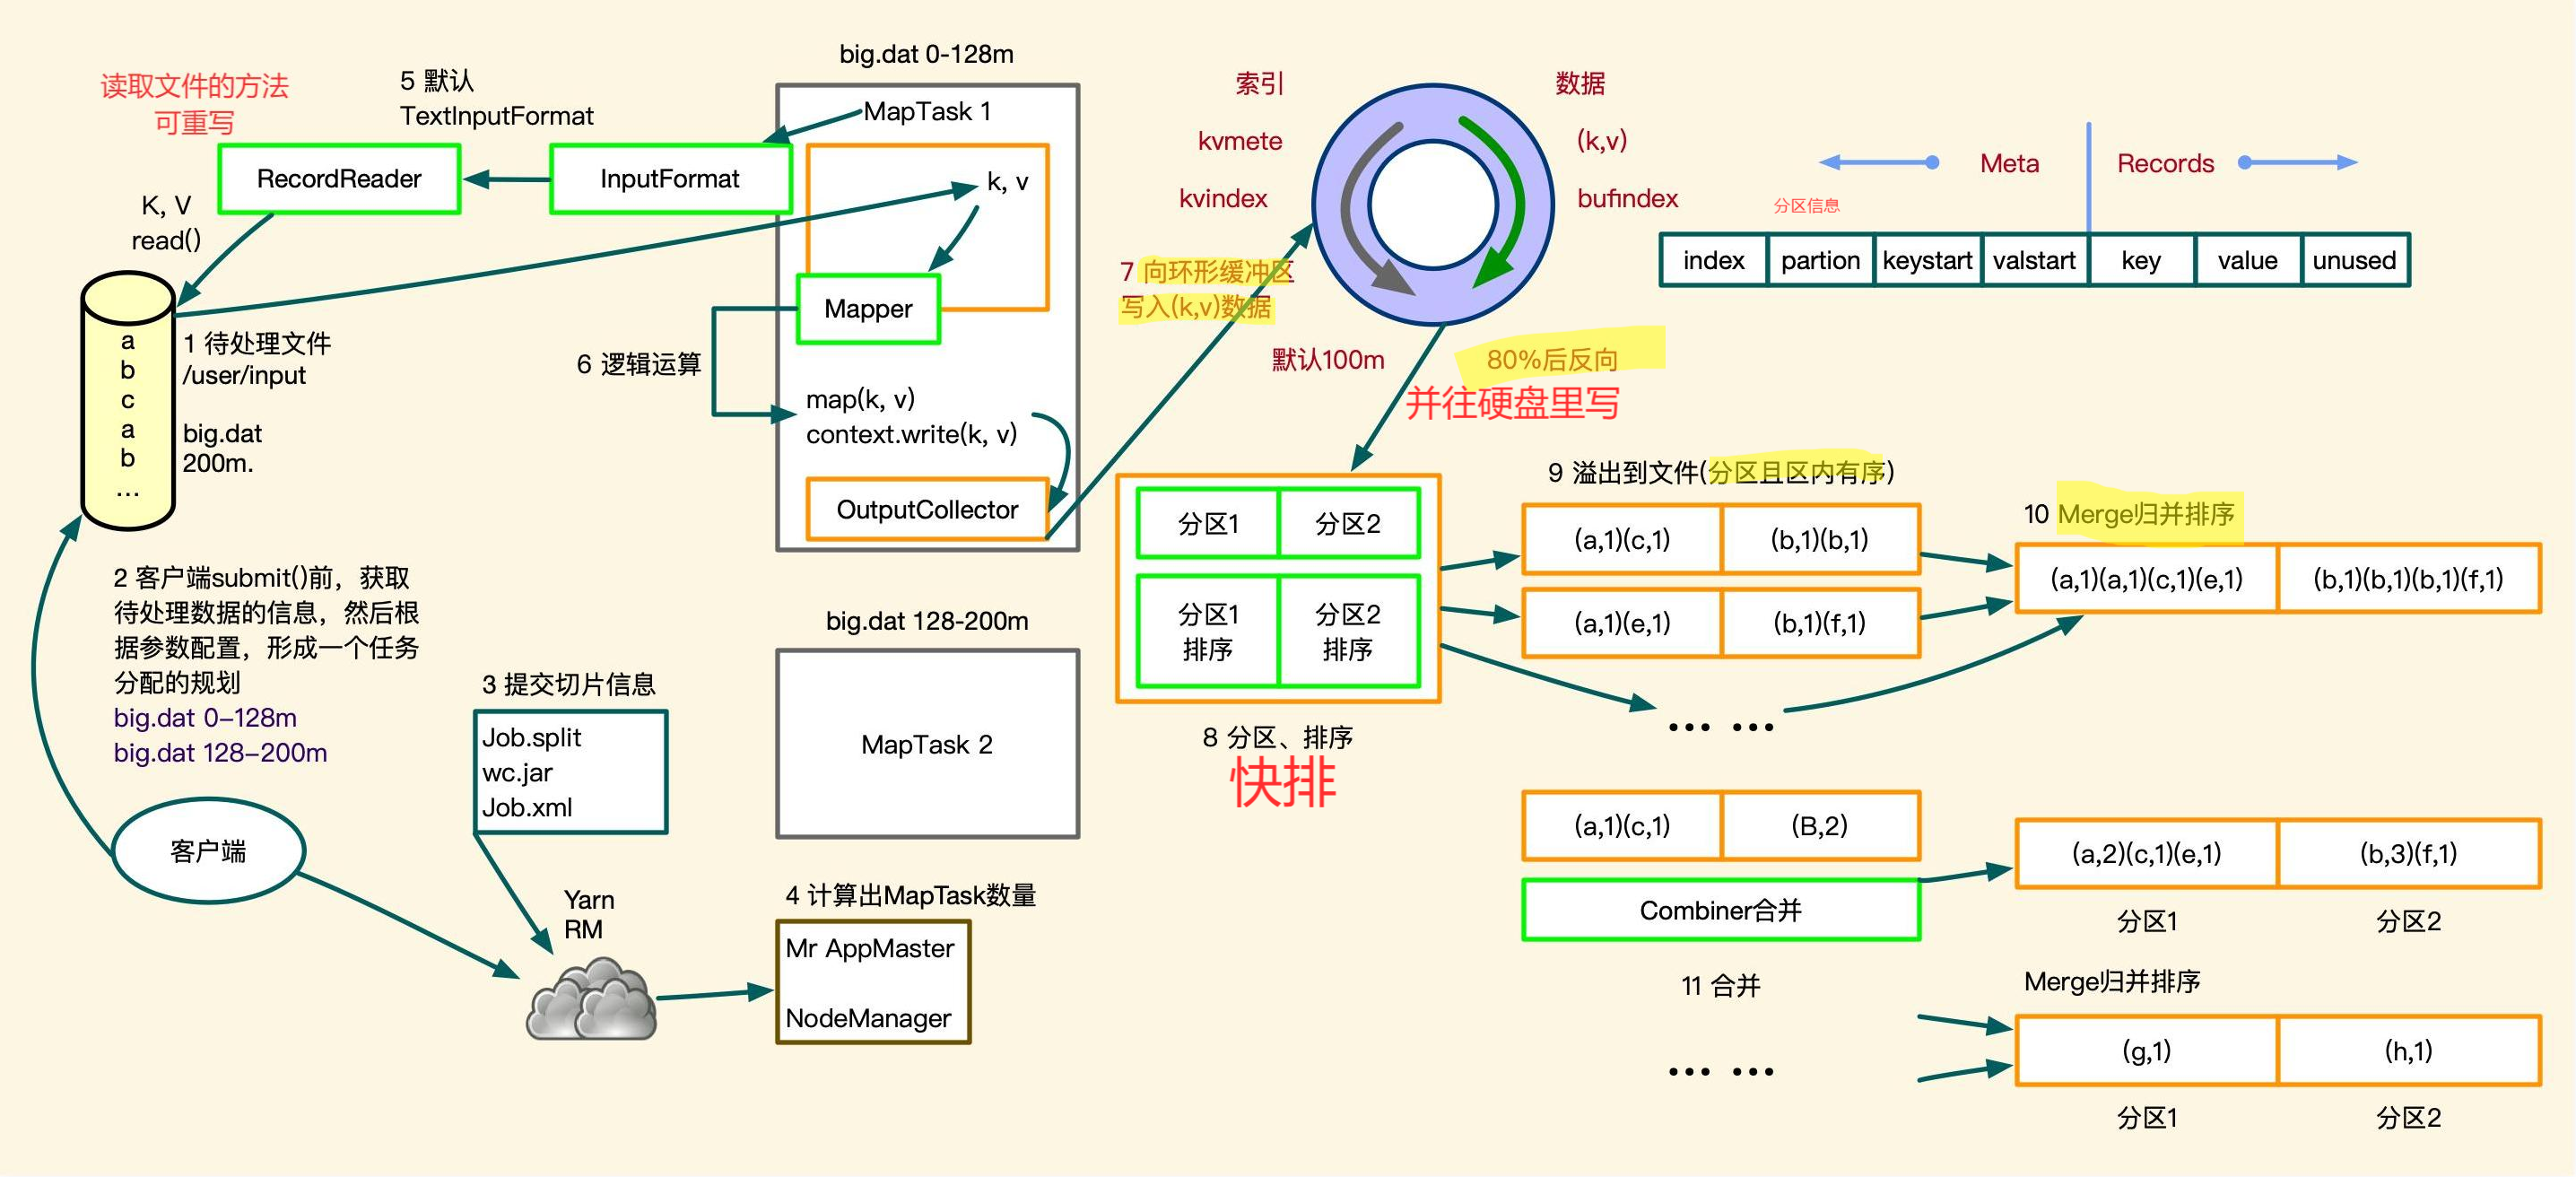 读取文件的方法
可重写
5 默认
TextInputFormat
RecordReader
InputFormat
K, V
read()
a
b
c
a
b
...
1 待处理文件
/user/input
big.dat
200m.
2 客户端submit()前，获取
待处理数据的信息，然后根
据参数配置，形成一个任务
分配的规划
big.dat 0–128m
big.dat 128–200m
客户端
3 提交切片信息
Job.split
wc.jar
Job.xml
Yarn
RM
4 计算出MapTask数量
Mr AppMaster
NodeManager
big.dat 0-128m
MapTask 1
k, v
Mapper
6 逻辑运算
map(k, v)
context.write(k, v)
OutputCollector
big.dat 128-200m
MapTask 2
索引
kvmete
kvindex
数据
(k,v)
bufindex
7 向环形缓冲区
写入(k,v)数据
默认100m
80%后反向
并往硬盘里写
Meta
Records
分区信息
index
partion
keystart
valstart
key
value
unused
分区1
分区2
分区1
排序
分区2
排序
8 分区、排序
快排
9 溢出到文件(分区且区内有序)
(a,1)(c,1)
(b,1)(b,1)
(a,1)(e,1)
(b,1)(f,1)
... ...
10 Merge归并排序
(a,1)(a,1)(c,1)(e,1)
(b,1)(b,1)(b,1)(f,1)
(a,1)(c,1)
(B,2)
Combiner合并
11 合并
... ...
(a,2)(c,1)(e,1)
(b,3)(f,1)
分区1
分区2
Merge归并排序
(g,1)
(h,1)
分区1
分区2